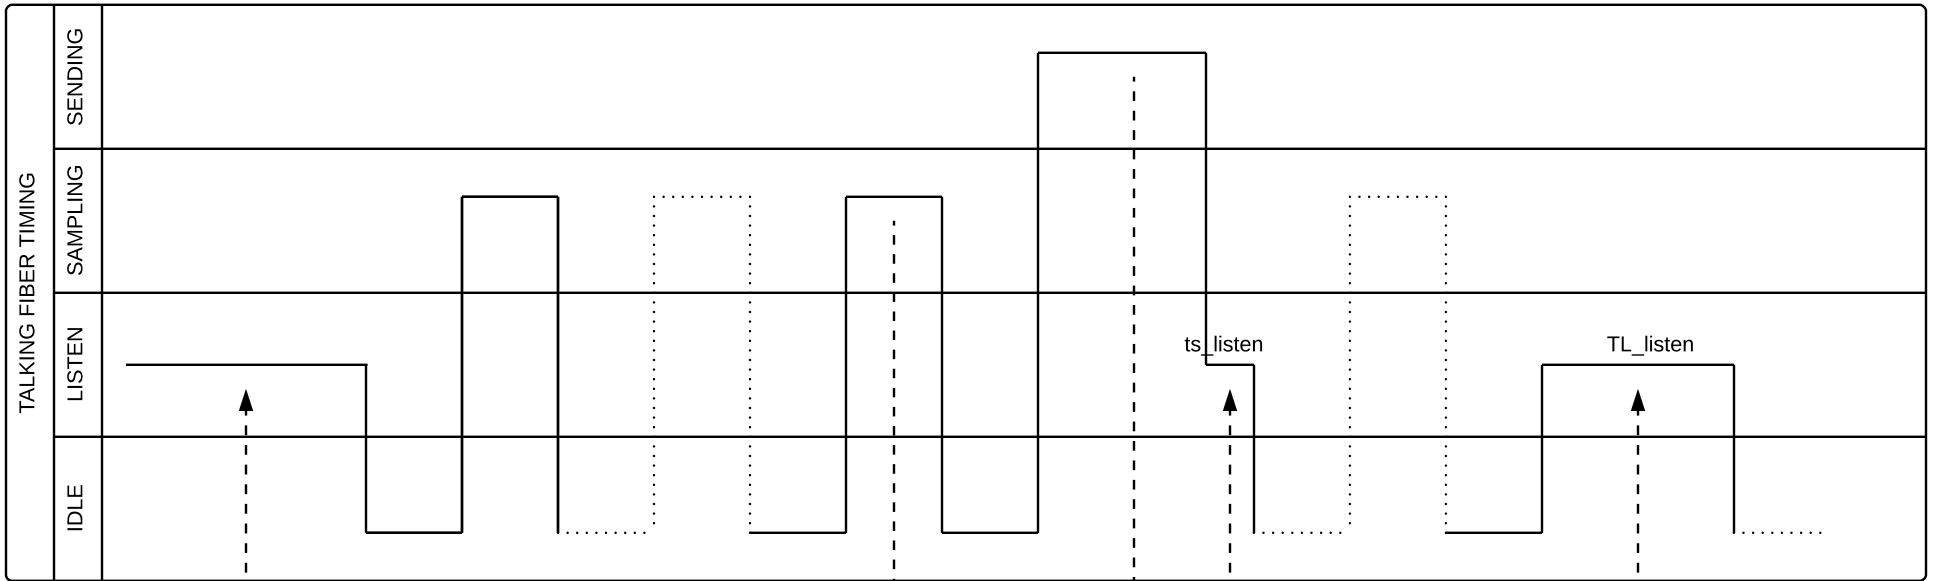 TALKING FIBER TIMING
SENDING
SAMPLING
LISTEN
IDLE
ts_listen
TL_listen